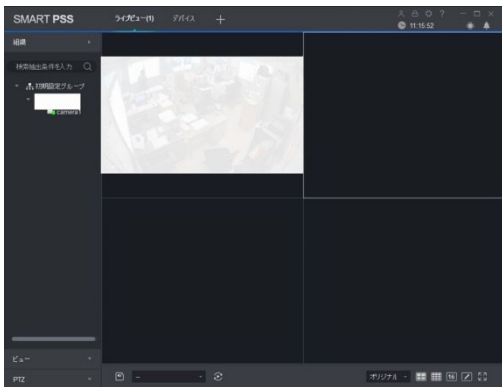 SMART PSS
ライブビュー(1) デバイス + ?
11:15:52
組織
検索抽出条件を入力
初期設定グループ
camera1
ビュー
PTZ
--
オリジナル 16